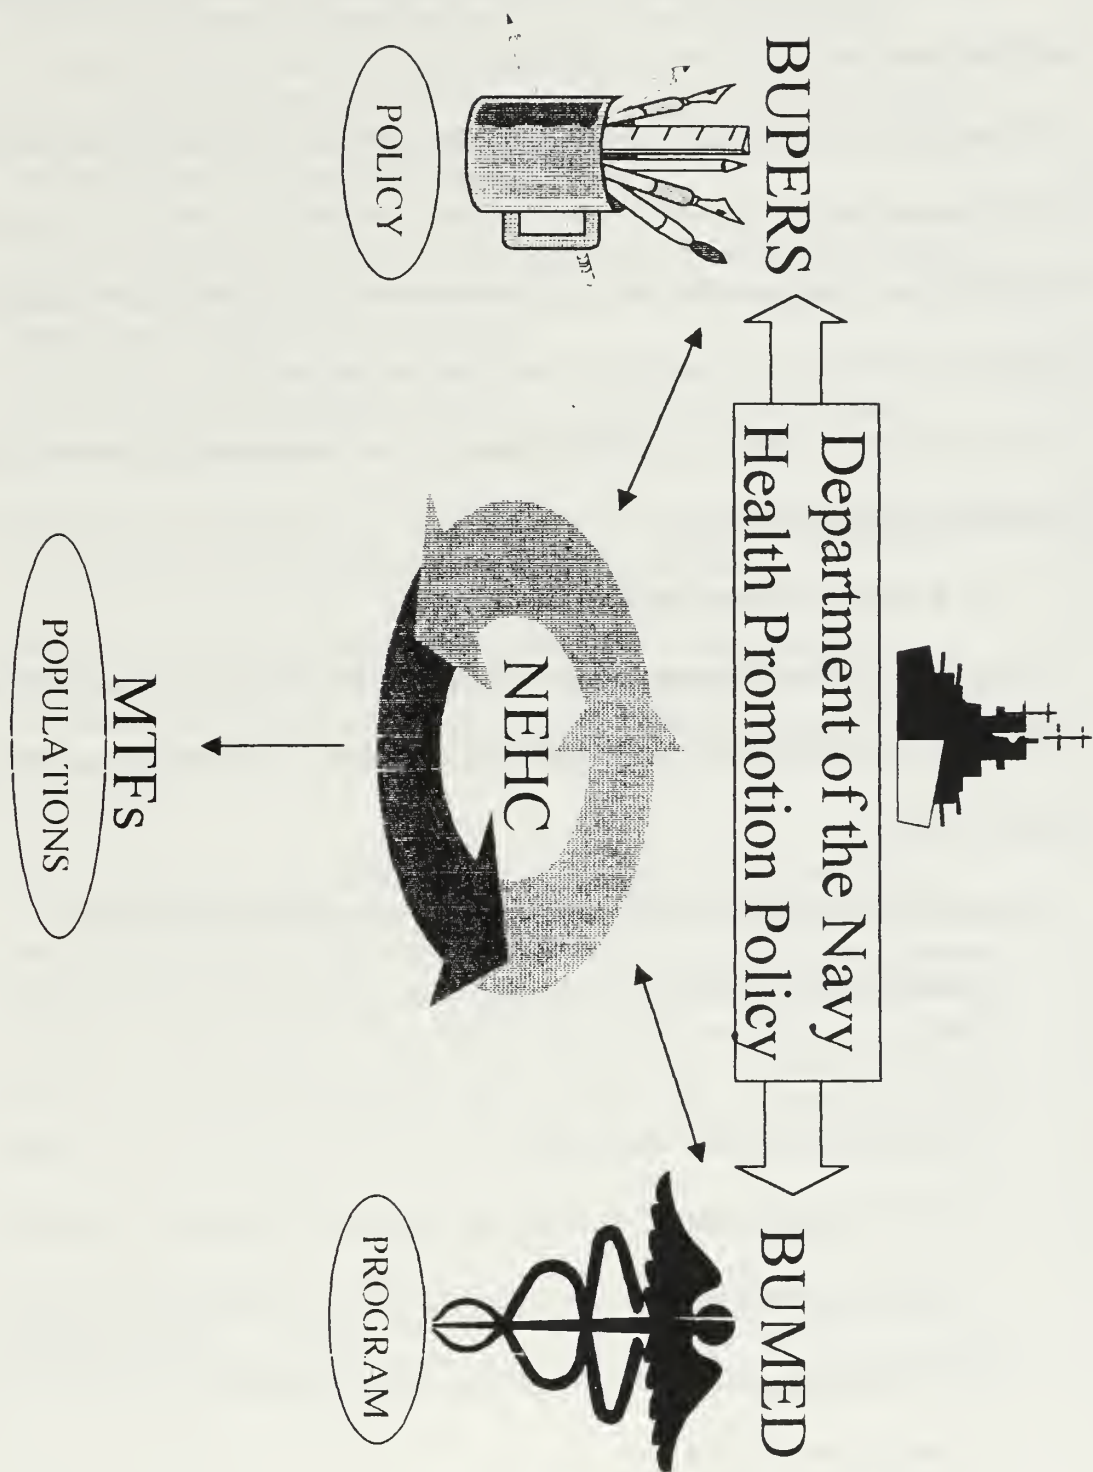 Department of the Navy
Health Promotion Policy
BUPERS
BUMED
NEHC
POLICY
PROGRAM
MTFs
POPULATIONS